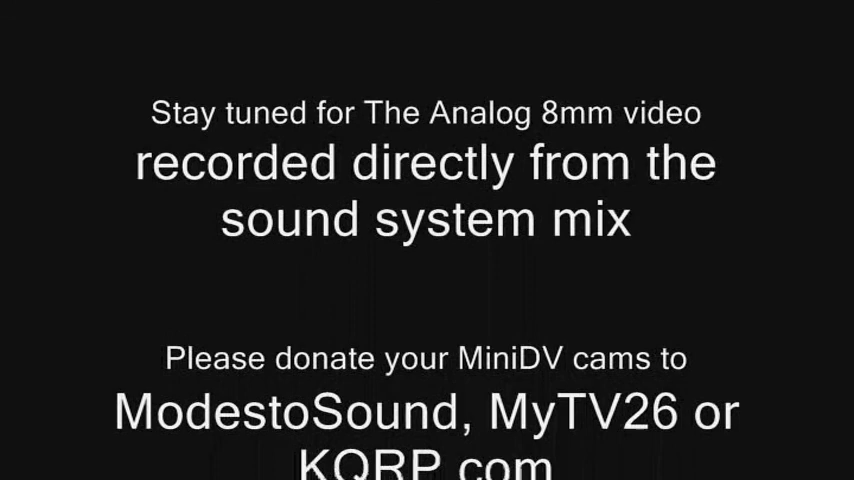 Stay tuned for The Analog 8mm video
recorded directly from the
sound system mix
Please donate your MiniDV cams to
ModestoSound, MyTV26 or
KQRP.com